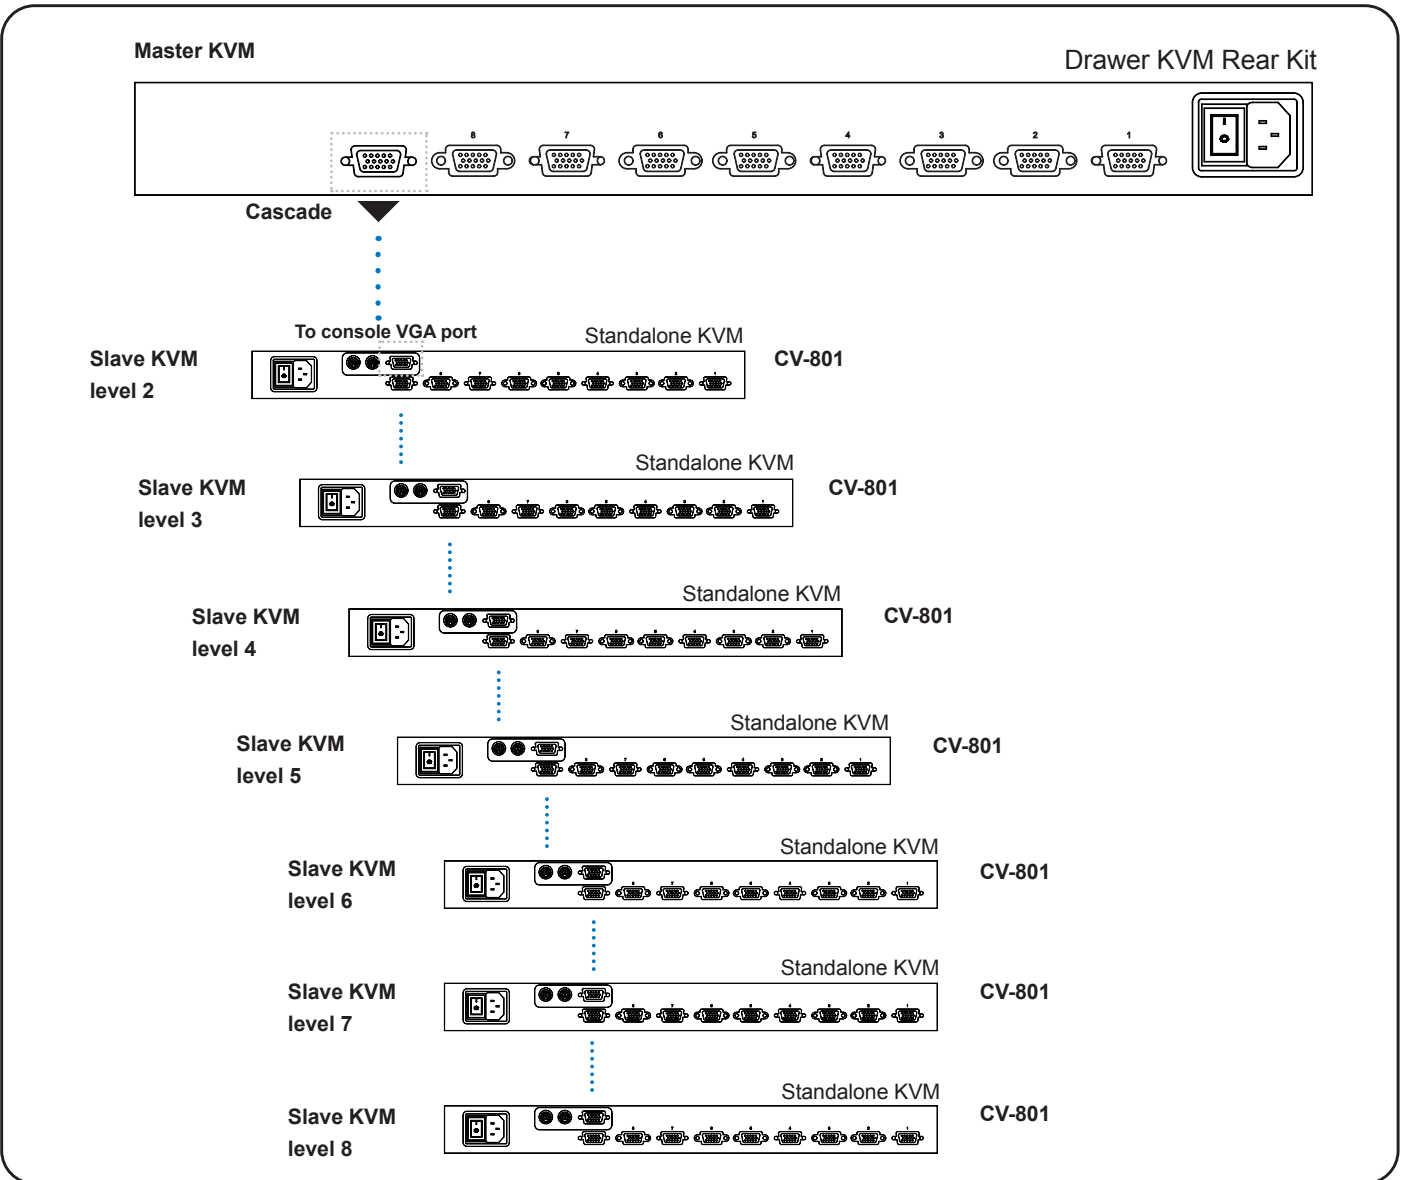 Master KVM
Drawer KVM Rear Kit
8 7 6 5 4 3 2 1
Cascade
To console VGA port
Standalone KVM
Slave KVM
level 2
CV-801
Standalone KVM
Slave KVM
level 3
CV-801
Standalone KVM
Slave KVM
level 4
CV-801
Standalone KVM
Slave KVM
level 5
CV-801
Standalone KVM
Slave KVM
level 6
CV-801
Standalone KVM
Slave KVM
level 7
CV-801
Standalone KVM
Slave KVM
level 8
CV-801